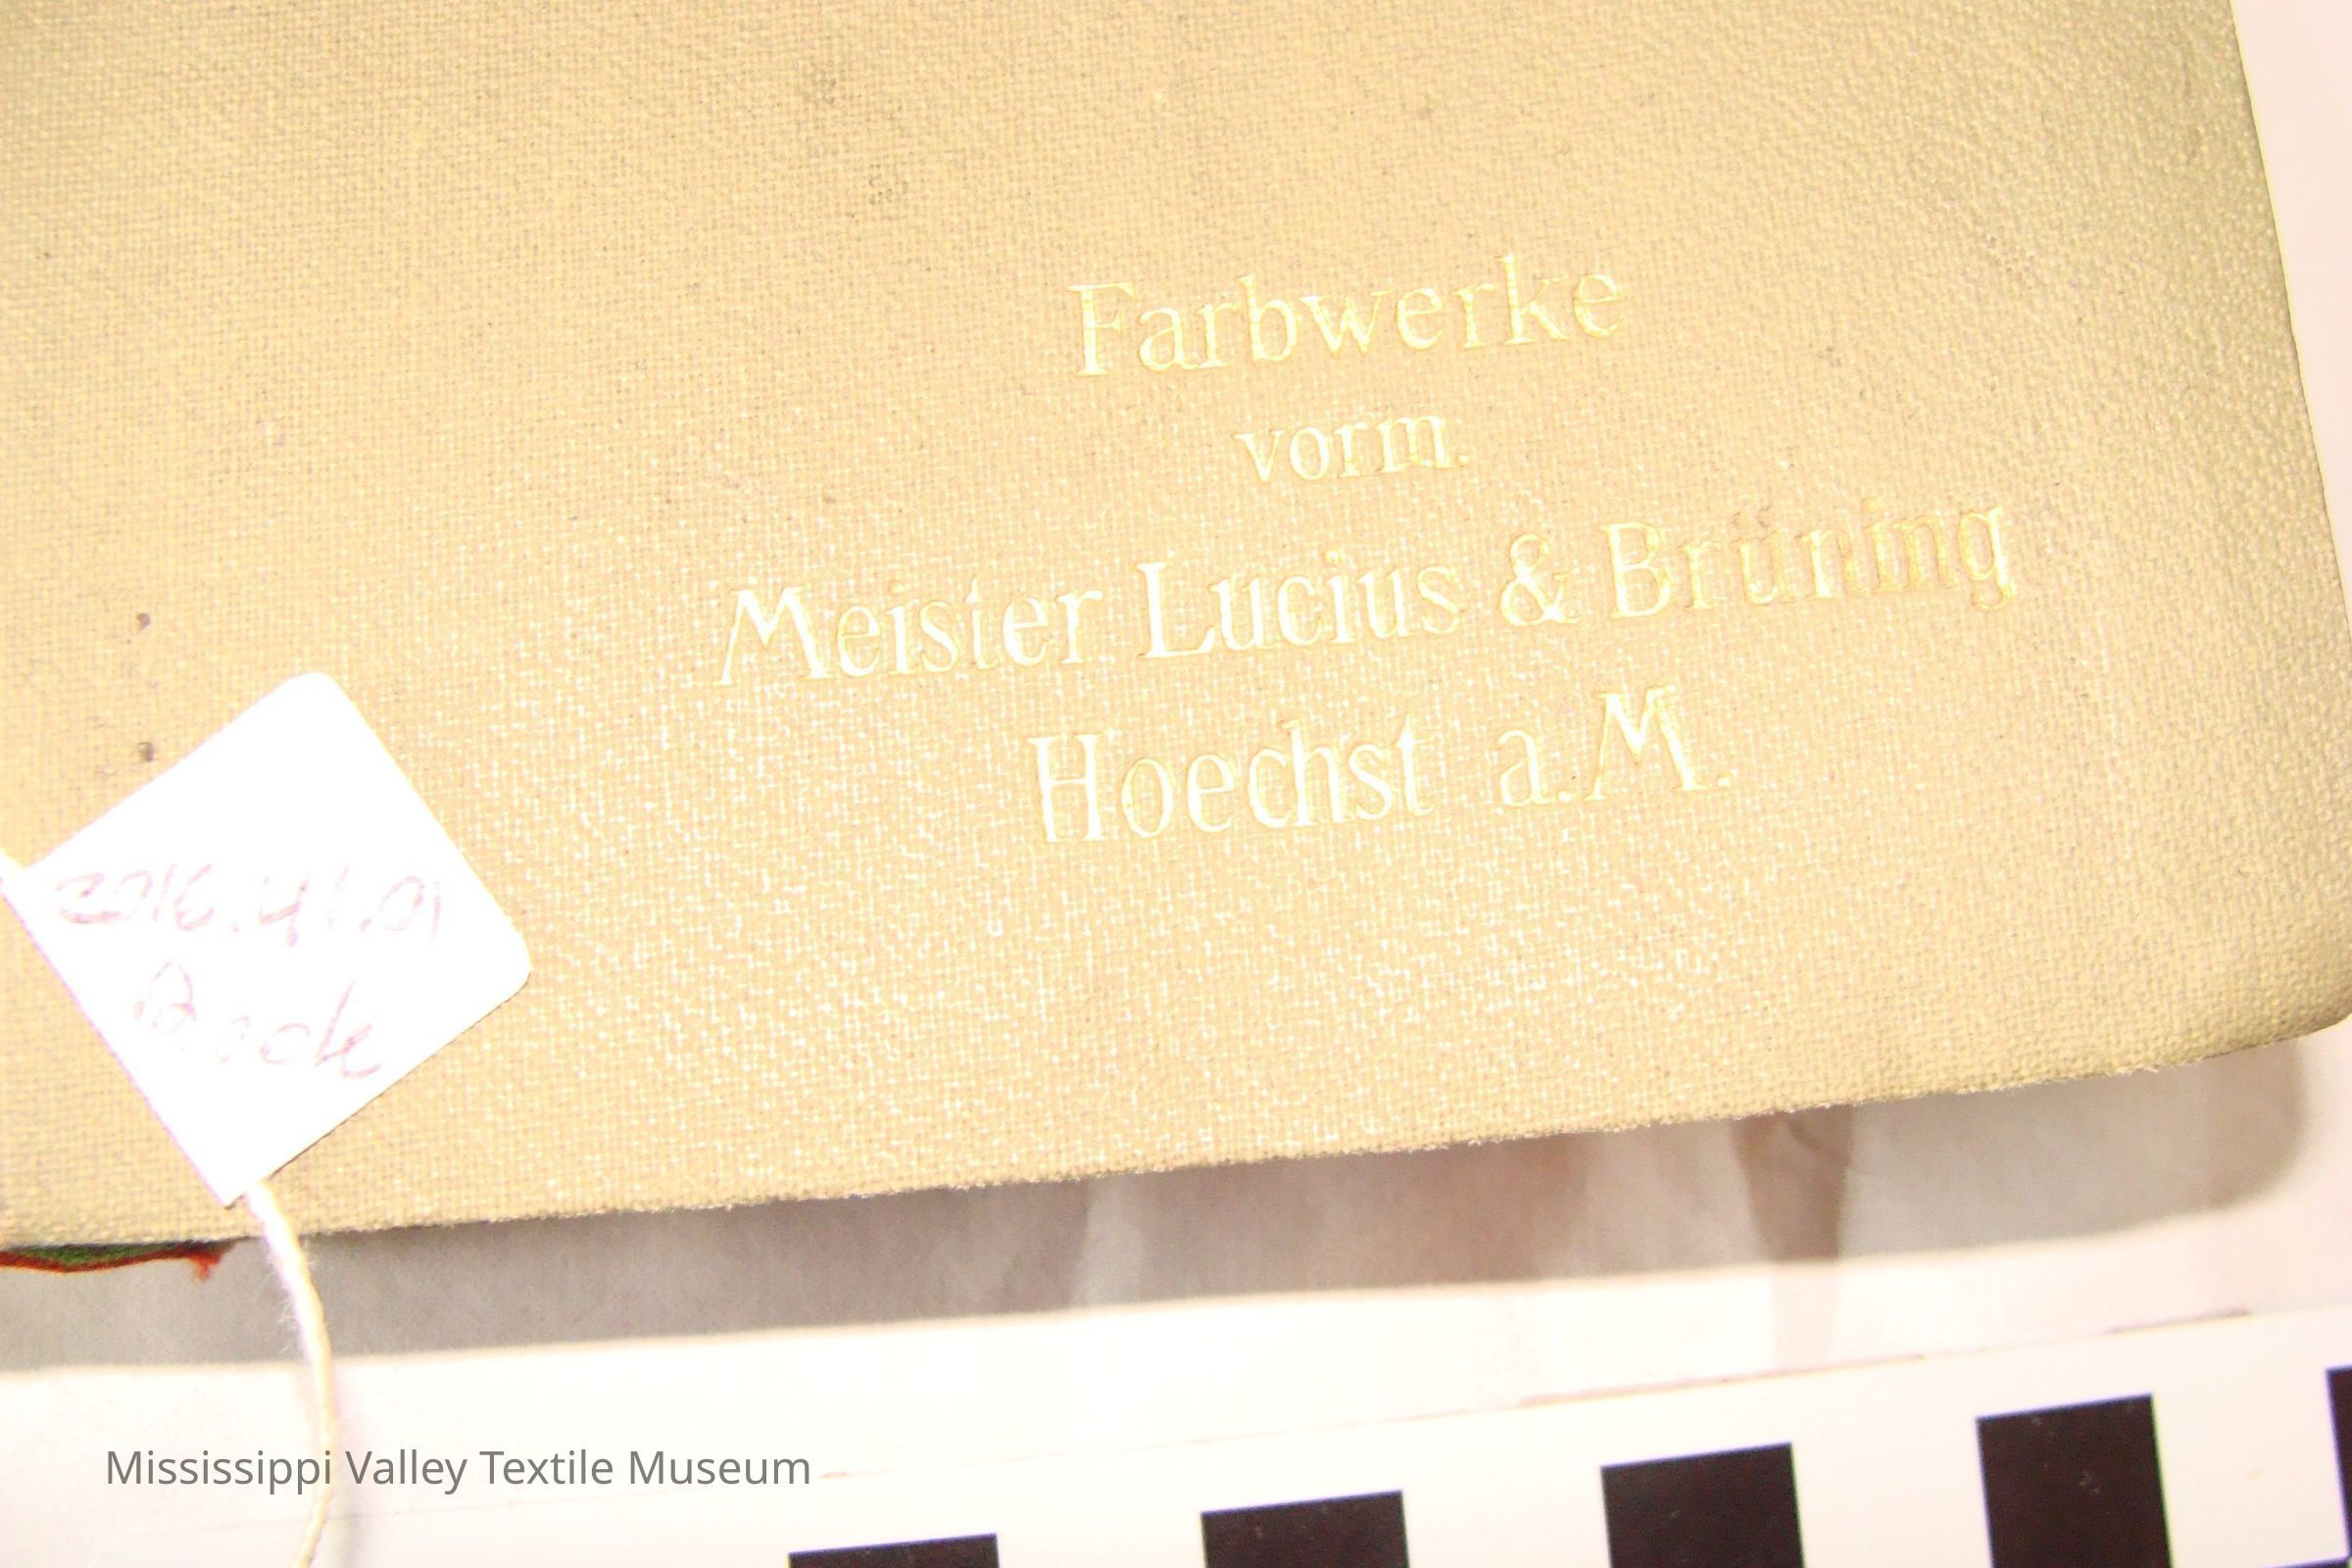 Farbwerke
vorm.
Meister Lucius & Brüning
Hoechst a.M.
2016.41.01
Book
Mississippi Valley Textile Museum